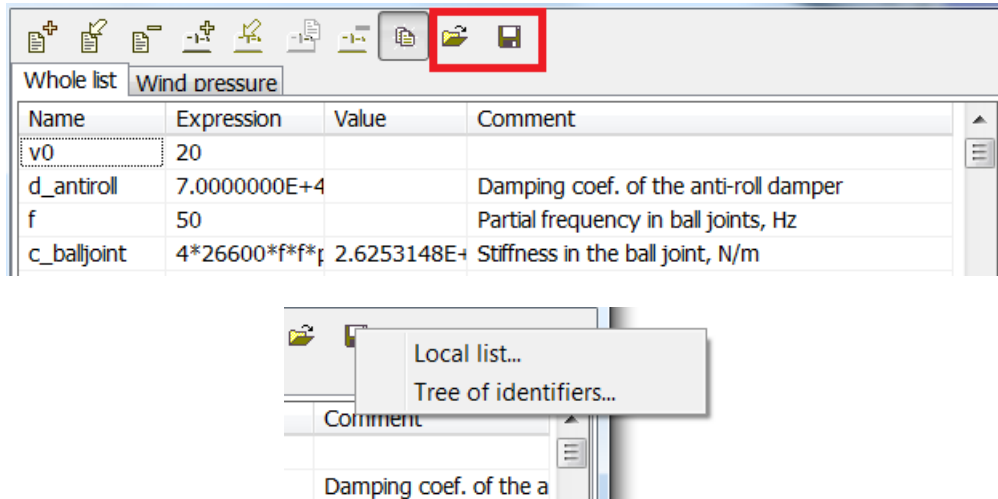 Whole list Wind pressure
Name Expression Value Comment
v0 20
d_antiroll 7.0000000E+4 Damping coef. of the anti-roll damper
f 50 Partial frequency in ball joints, Hz
c_balljoint 4*26600*f*f*p 2.6253148E+ Stiffness in the ball joint, N/m
Local list...
Tree of identifiers...
Comment
Damping coef. of the a